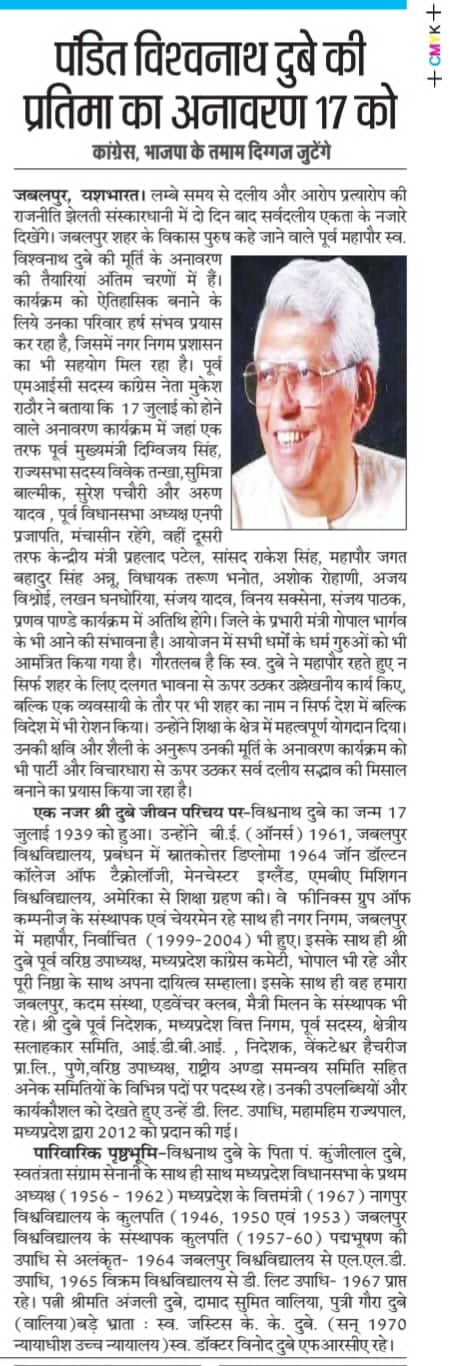 पंडित विश्वनाथ दुबे की
प्रतिमा का अनावरण 17 को
कांग्रेस, भाजपा के तमाम दिग्गज जुटेंगे
+ CMYK +
जबलपुर, यशभारत। लम्बे समय से दलीय और आरोप प्रत्यारोप की
राजनीति झेलती संस्कारधानी में दो दिन बाद सर्वदलीय एकता के नजारे
दिखेंगे। जबलपुर शहर के विकास पुरुष कहे जाने वाले पूर्व महापौर स्व.
विश्वनाथ दुबे की मूर्ति के अनावरण
की तैयारियां अंतिम चरणों में हैं।
कार्यक्रम को ऐतिहासिक बनाने के
लिये उनका परिवार हर्ष संभव प्रयास
कर रहा है, जिसमें नगर निगम प्रशासन
का भी सहयोग मिल रहा है। पूर्व
एमआईसी सदस्य कांग्रेस नेता मुकेश
राठौर ने बताया कि 17 जुलाई को होने
वाले अनावरण कार्यक्रम में जहां एक
तरफ पूर्व मुख्यमंत्री दिग्विजय सिंह,
राज्यसभा सदस्य विवेक तन्खा,सुमित्रा
बाल्मीक, सुरेश पचौरी और अरुण
यादव , पूर्व विधानसभा अध्यक्ष एनपी
प्रजापति, मंचासीन रहेंगे, वहीं दूसरी
तरफ केन्द्रीय मंत्री प्रहलाद पटेल, सांसद राकेश सिंह, महापौर जगत
बहादुर सिंह अन्नू, विधायक तरूण भनोत, अशोक रोहाणी, अजय
विश्नोई, लखन घनघोरिया, संजय यादव, विनय सक्सेना, संजय पाठक,
प्रणव पाण्डे कार्यक्रम में अतिथि होंगे। जिले के प्रभारी मंत्री गोपाल भार्गव
के भी आने की संभावना है। आयोजन में सभी धर्मों के धर्म गुरुओं को भी
आमंत्रित किया गया है। गौरतलब है कि स्व. दुबे ने महापौर रहते हुए न
सिर्फ शहर के लिए दलगत भावना से ऊपर उठकर उल्लेखनीय कार्य किए,
बल्कि एक व्यवसायी के तौर पर भी शहर का नाम न सिर्फ देश में बल्कि
विदेश में भी रोशन किया। उन्होंने शिक्षा के क्षेत्र में महत्वपूर्ण योगदान दिया।
उनकी क्षवि और शैली के अनुरूप उनकी मूर्ति के अनावरण कार्यक्रम को
भी पार्टी और विचारधारा से ऊपर उठकर सर्व दलीय सद्भाव की मिसाल
बनाने का प्रयास किया जा रहा है।
एक नजर श्री दुबे जीवन परिचय पर-विश्वनाथ दुबे का जन्म 17
जुलाई 1939 को हुआ। उन्होंने बी.ई. (ऑनर्स) 1961, जबलपुर
विश्वविद्यालय, प्रबंधन में स्नातकोत्तर डिप्लोमा 1964 जॉन डॉल्टन
कॉलेज ऑफ टैक्नोलॉजी, मेनचेस्टर इंग्लैंड, एमबीए मिशिगन
विश्वविद्यालय, अमेरिका से शिक्षा ग्रहण की। वे फीनिक्स ग्रुप ऑफ
कम्पनीज के संस्थापक एवं चेयरमेन रहे साथ ही नगर निगम, जबलपुर
में महापौर, निर्वाचित (1999-2004) भी हुए। इसके साथ ही श्री
दुबे पूर्व वरिष्ठ उपाध्यक्ष, मध्यप्रदेश कांग्रेस कमेटी, भोपाल भी रहे और
पूरी निष्ठा के साथ अपना दायित्व सम्हाला। इसके साथ ही वह हमारा
जबलपुर, कदम संस्था, एडवेंचर क्लब, मैत्री मिलन के संस्थापक भी
रहे। श्री दुबे पूर्व निदेशक, मध्यप्रदेश वित्त निगम, पूर्व सदस्य, क्षेत्रीय
सलाहकार समिति, आई.डी.बी.आई. , निदेशक, वेंकटेश्वर हैचरीज
प्रा.लि., पुणे,वरिष्ठ उपाध्यक्ष, राष्ट्रीय अण्डा समन्वय समिति सहित
अनेक समितियों के विभिन्न पदों पर पदस्थ रहे। उनकी उपलब्धियों और
कार्यकौशल को देखते हुए उन्हें डी. लिट. उपाधि, महामहिम राज्यपाल,
मध्यप्रदेश द्वारा 2012 को प्रदान की गई।
पारिवारिक पृष्ठभूमि-विश्वनाथ दुबे के पिता पं. कुंजीलाल दुबे,
स्वतंत्रता संग्राम सेनानी के साथ ही साथ मध्यप्रदेश विधानसभा के प्रथम
अध्यक्ष (1956 - 1962) मध्यप्रदेश के वित्तमंत्री (1967) नागपुर
विश्वविद्यालय के कुलपति (1946, 1950 एवं 1953) जबलपुर
विश्वविद्यालय के संस्थापक कुलपति (1957-60) पद्मभूषण की
उपाधि से अलंकृत- 1964 जबलपुर विश्वविद्यालय से एल.एल.डी.
उपाधि, 1965 विक्रम विश्वविद्यालय से डी. लिट उपाधि- 1967 प्राप्त
रहे। पत्नी श्रीमति अंजली दुबे, दामाद सुमित वालिया, पुत्री गौरा दुबे
(वालिया)बड़े भ्राता : स्व. जस्टिस के. के. दुबे. (सन् 1970
न्यायाधीश उच्च न्यायालय)स्व. डॉक्टर विनोद दुबे एफआरसीए रहे।